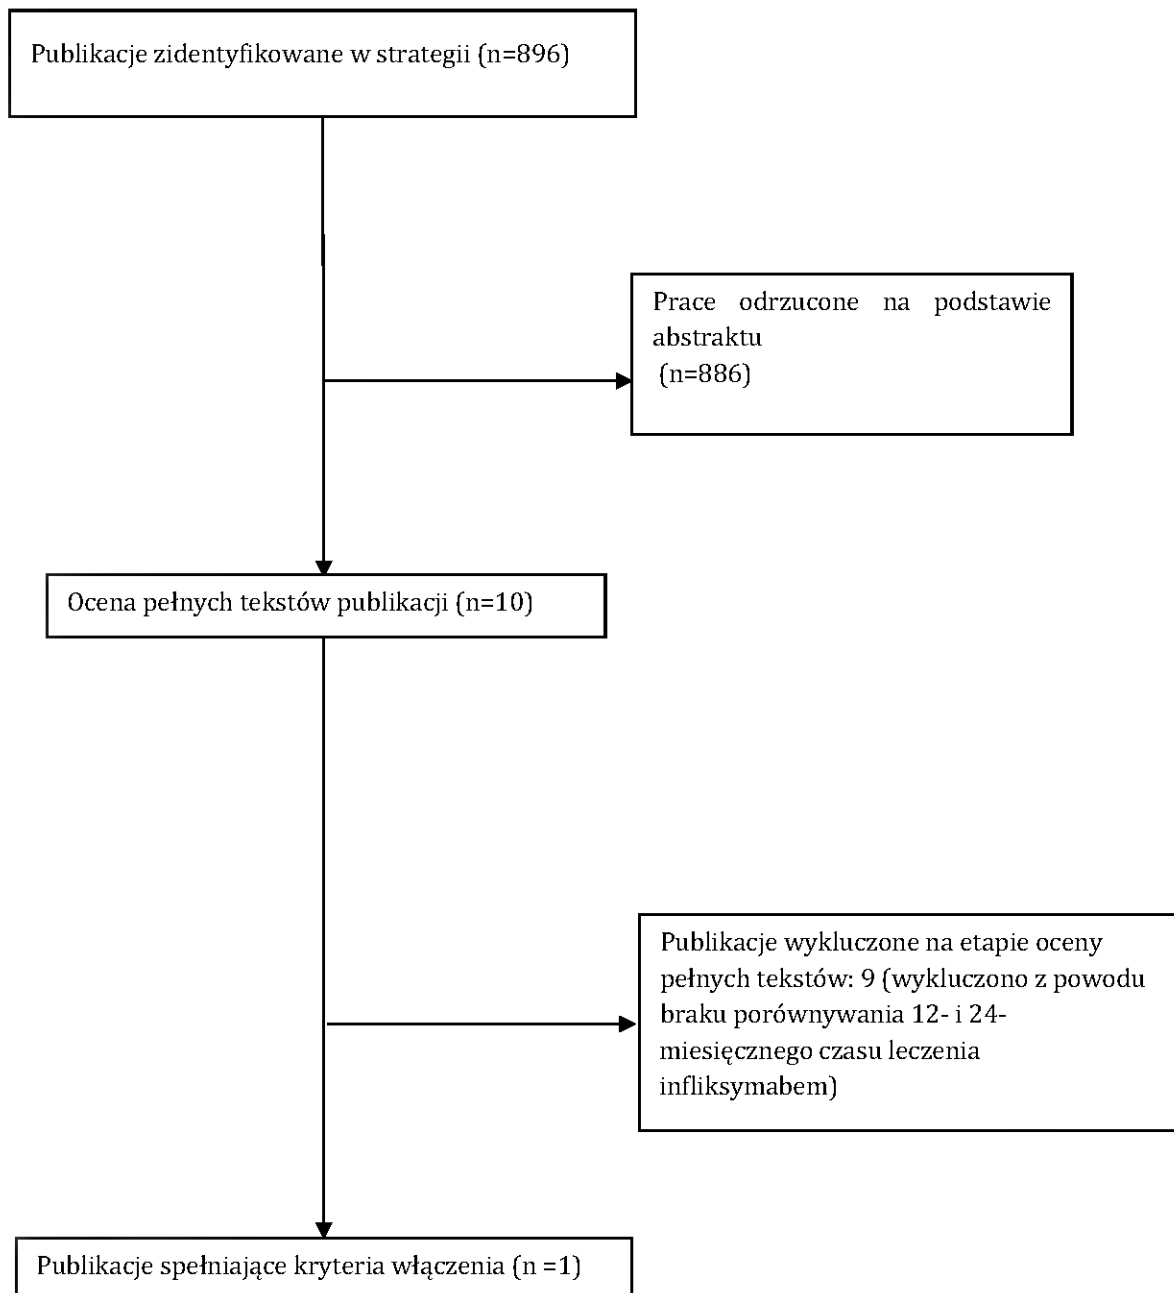 Publikacje zidentyfikowane w strategii (n=896)
Prace odrzucone na podstawie
abstraktu
(n=886)
Ocena pełnych tekstów publikacji (n=10)
Publikacje wykluczone na etapie oceny
pełnych tekstów: 9 (wykluczono z powodu
braku porównywania 12- i 24-
miesięcznego czasu leczenia
infliksymabem)
Publikacje spełniające kryteria włączenia (n =1)